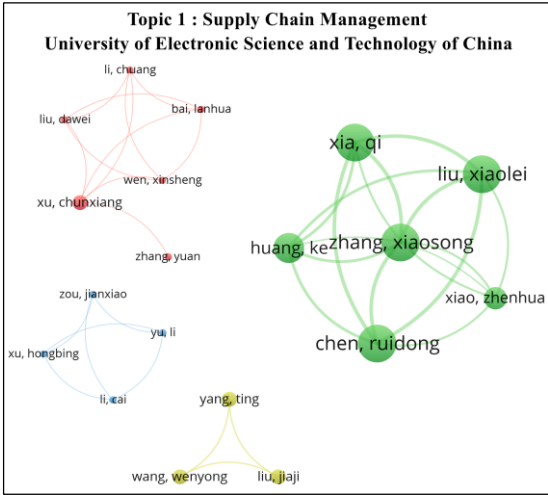 Topic 1 : Supply Chain Management
University of Electronic Science and Technology of China
li, chuang
bai, lanhua
liu, dawei
wen, xinsheng
xu, chunxiang
zhang, yuan
xia, qi
liu, xiaolei
huang, ke
zhang, xiaosong
xiao, zhenhua
chen, ruidong
zou, jianxiao
yu, li
xu, hongbing
li, cai
yang, ting
wang, wenyong
liu, jiaji